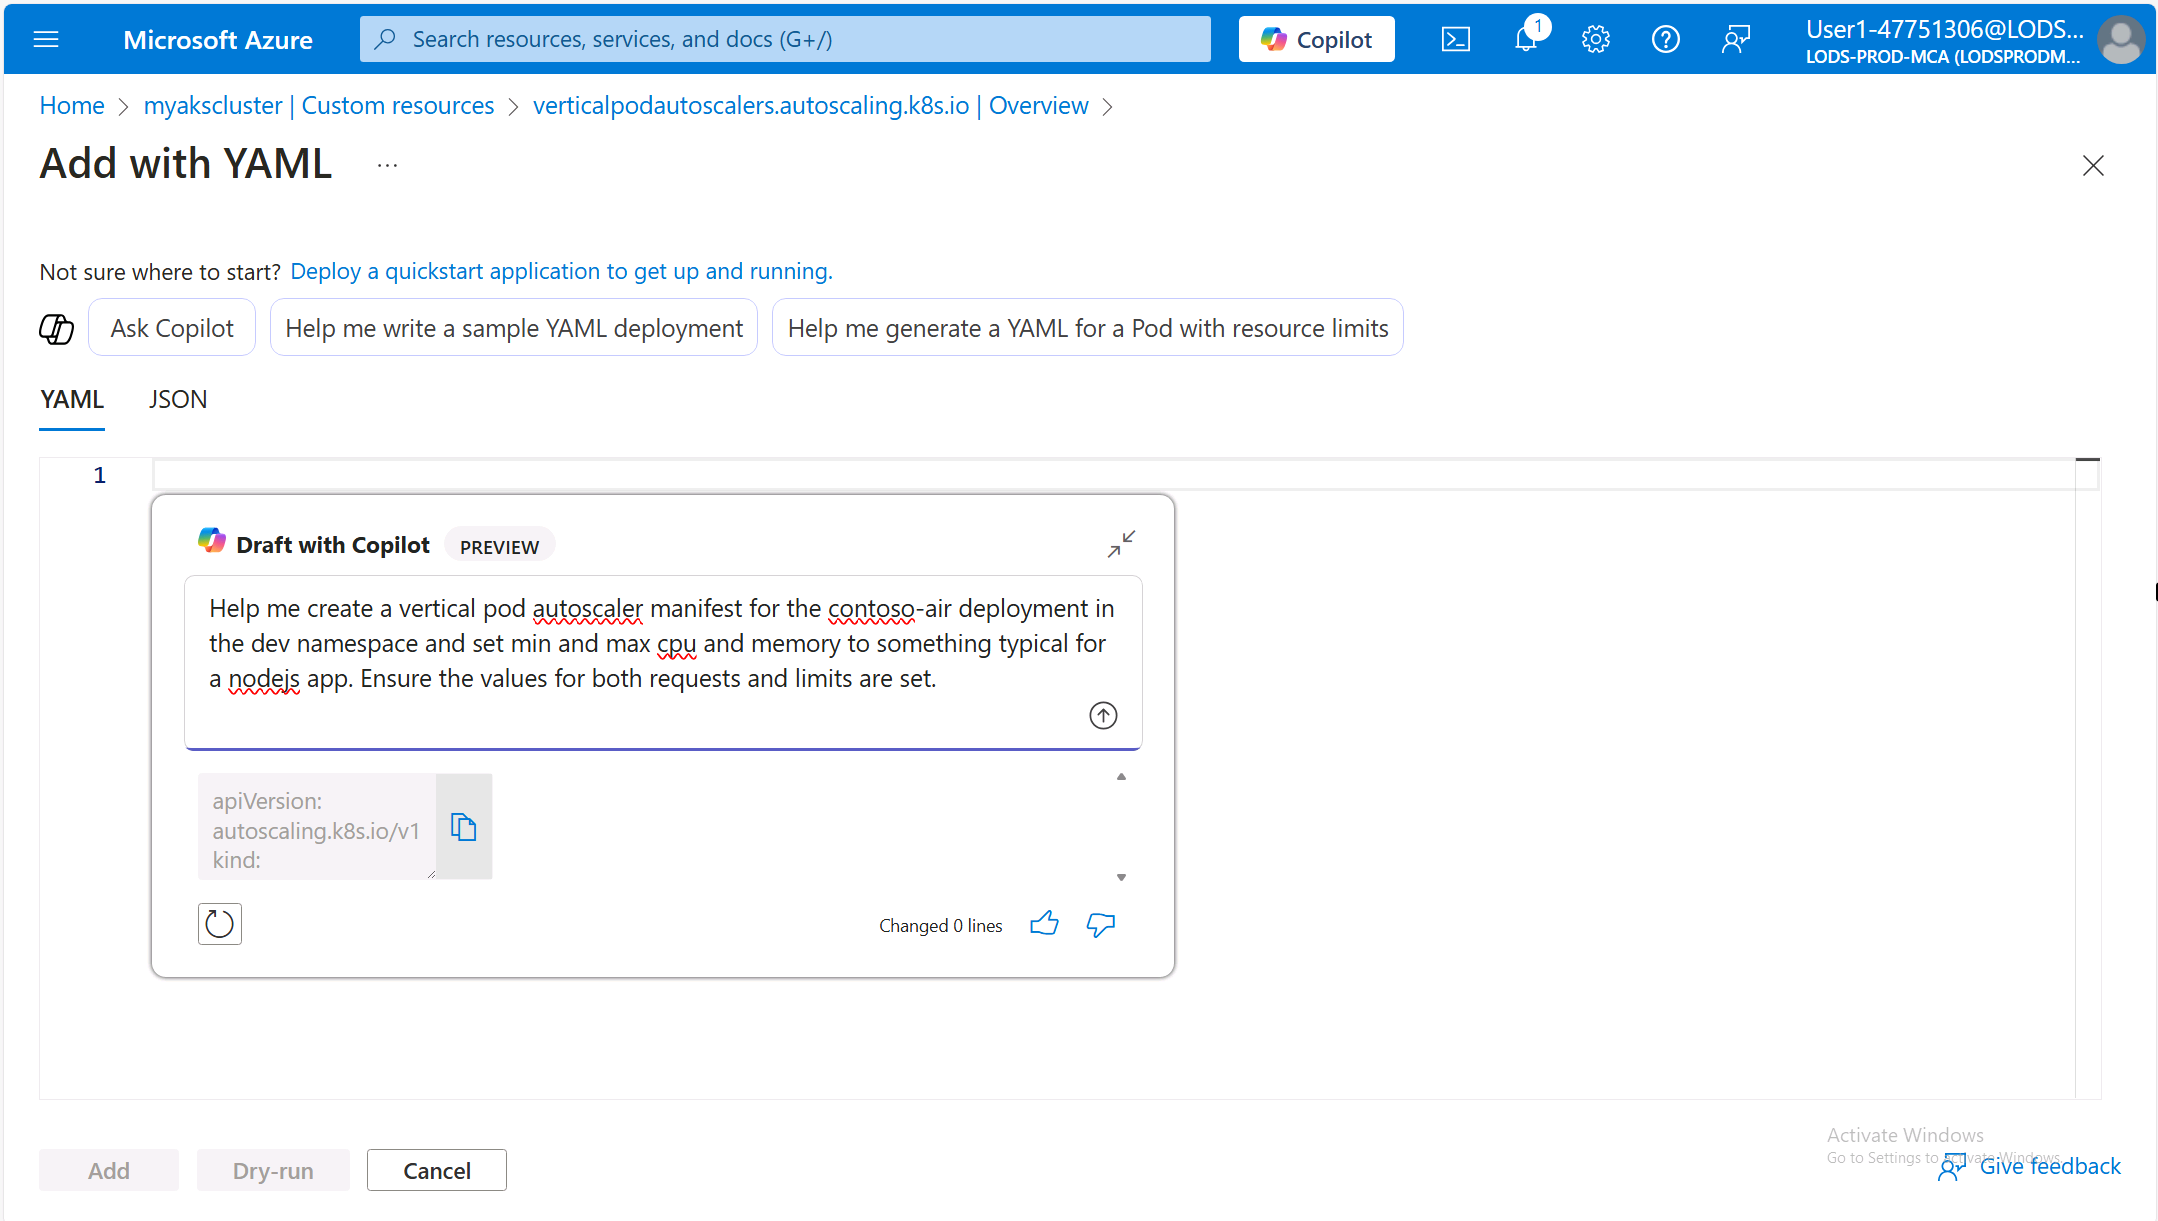 Microsoft Azure
Search resources, services, and docs (G+/)
Copilot
1
User1-47751306@LODS...
LODS-PROD-MCA (LODSPRODM...
Home > myakscluster | Custom resources > verticalpodautoscalers.autoscaling.k8s.io | Overview >
Add with YAML ...
Not sure where to start? Deploy a quickstart application to get up and running.
Ask Copilot
Help me write a sample YAML deployment
Help me generate a YAML for a Pod with resource limits
YAML JSON
1
Draft with Copilot PREVIEW
Help me create a vertical pod autoscaler manifest for the contoso-air deployment in
the dev namespace and set min and max cpu and memory to something typical for
a nodejs app. Ensure the values for both requests and limits are set.
apiVersion:
autoscaling.k8s.io/v1
kind:
Changed 0 lines
Activate Windows
Go to Settings to activate Windows.
Give feedback
Add
Dry-run
Cancel